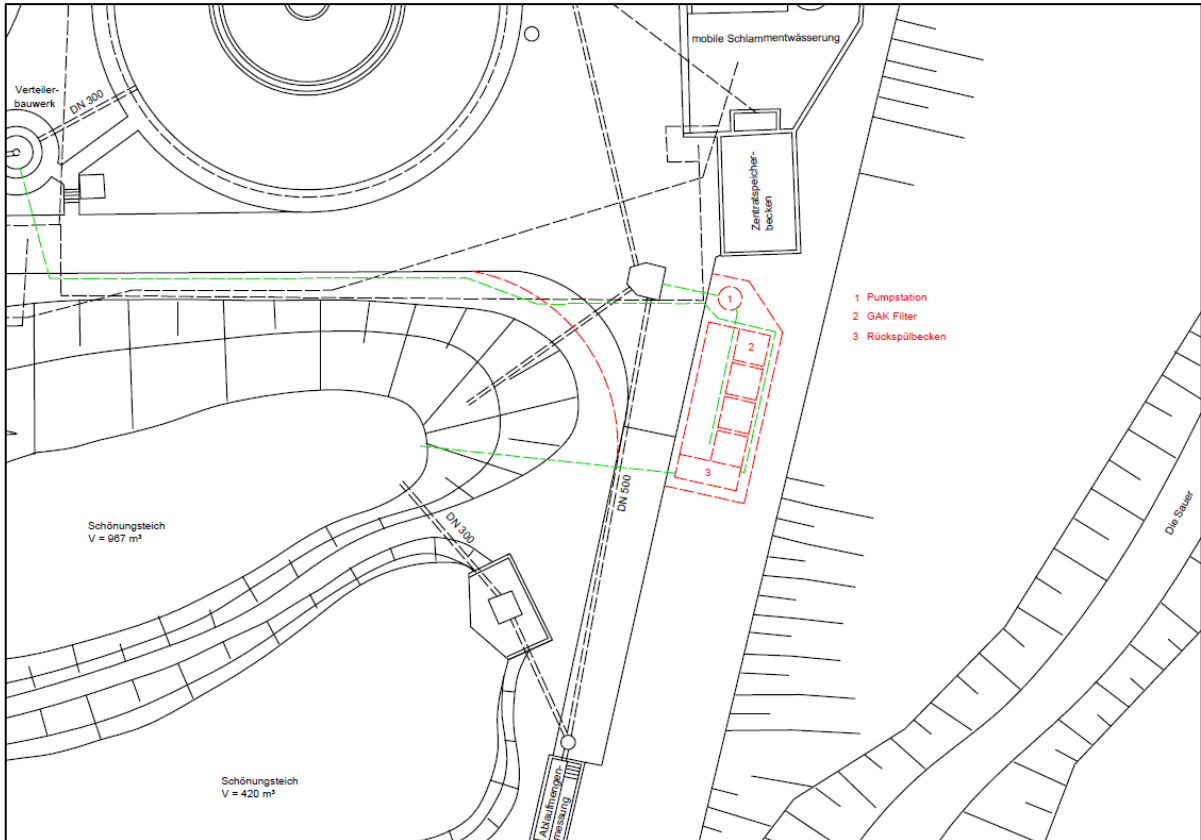 mobile Schlammentwässerung
Verteiler-
bauwerk
DN 300
Zentratspeicher-
becken
1
1 Pumpstation
2 GAK Filter
3 Rückspülbecken
2
3
DN 500
DN 300
Schönungsteich
V = 967 m³
Die Sauer
Schönungsteich
V = 420 m³
Ablaufmengen-
messung